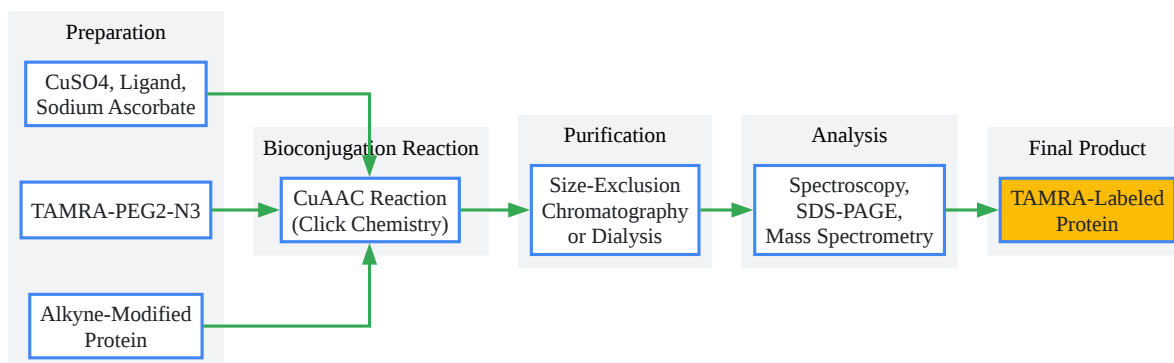 Preparation
CuSO4, Ligand,
Sodium Ascorbate
TAMRA-PEG2-N3
Alkyne-Modified
Protein
Bioconjugation Reaction
CuAAC Reaction
(Click Chemistry)
Purification
Size-Exclusion
Chromatography
or Dialysis
Analysis
Spectroscopy,
SDS-PAGE,
Mass Spectrometry
Final Product
TAMRA-Labeled
Protein